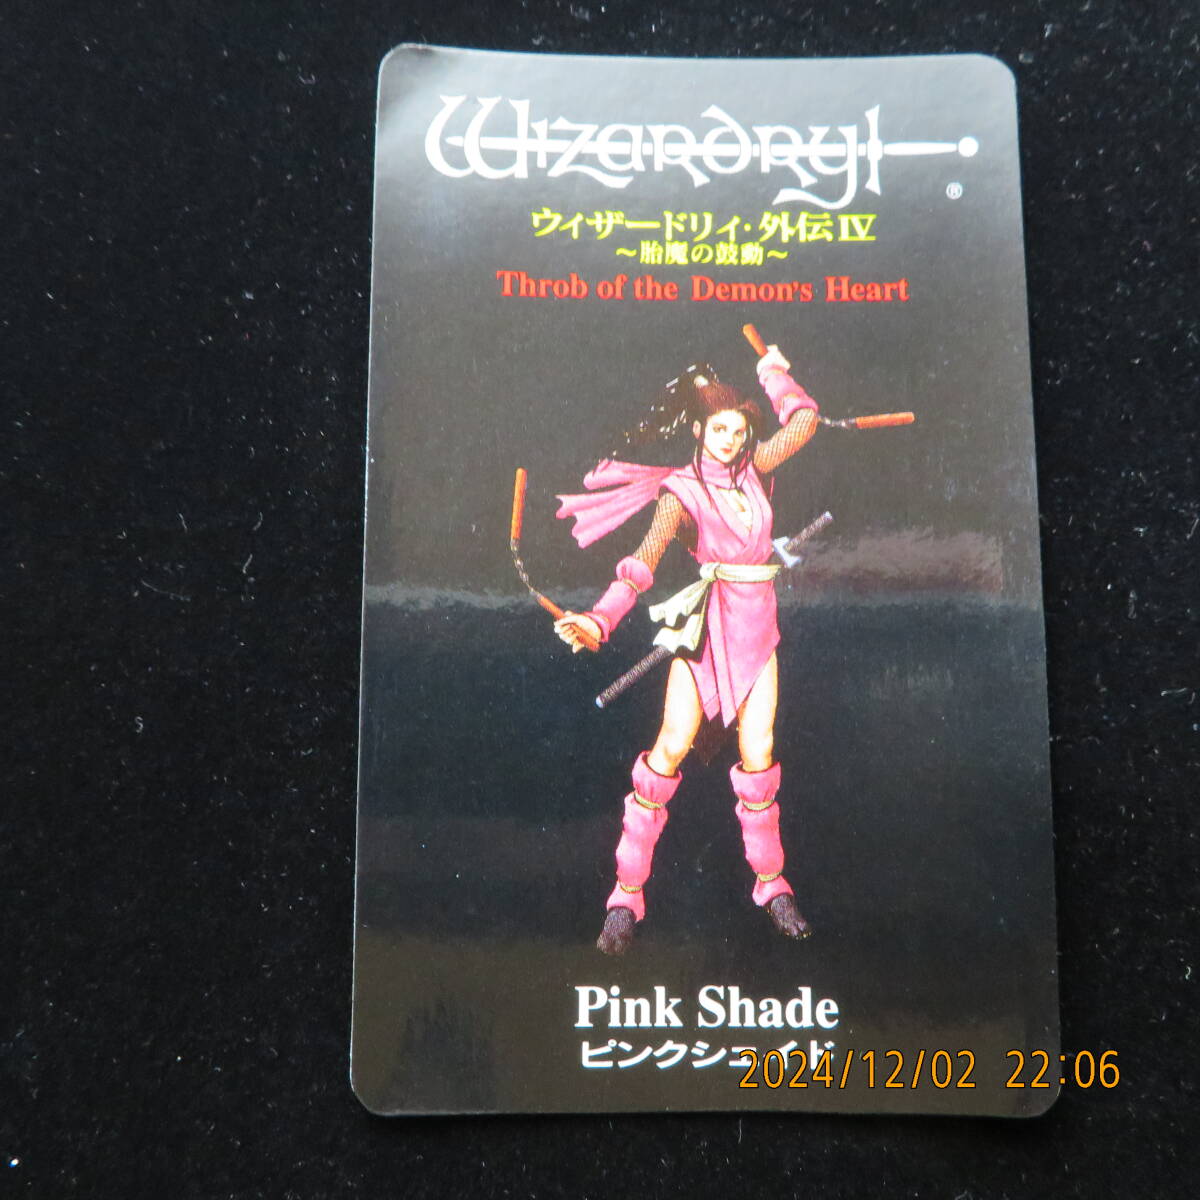 Wizardry
®
ウィザードリィ・外伝IV
～胎魔の鼓動～
Throb of the Demon's Heart
Pink Shade
ピンクシェイド
2024/12/02 22:06